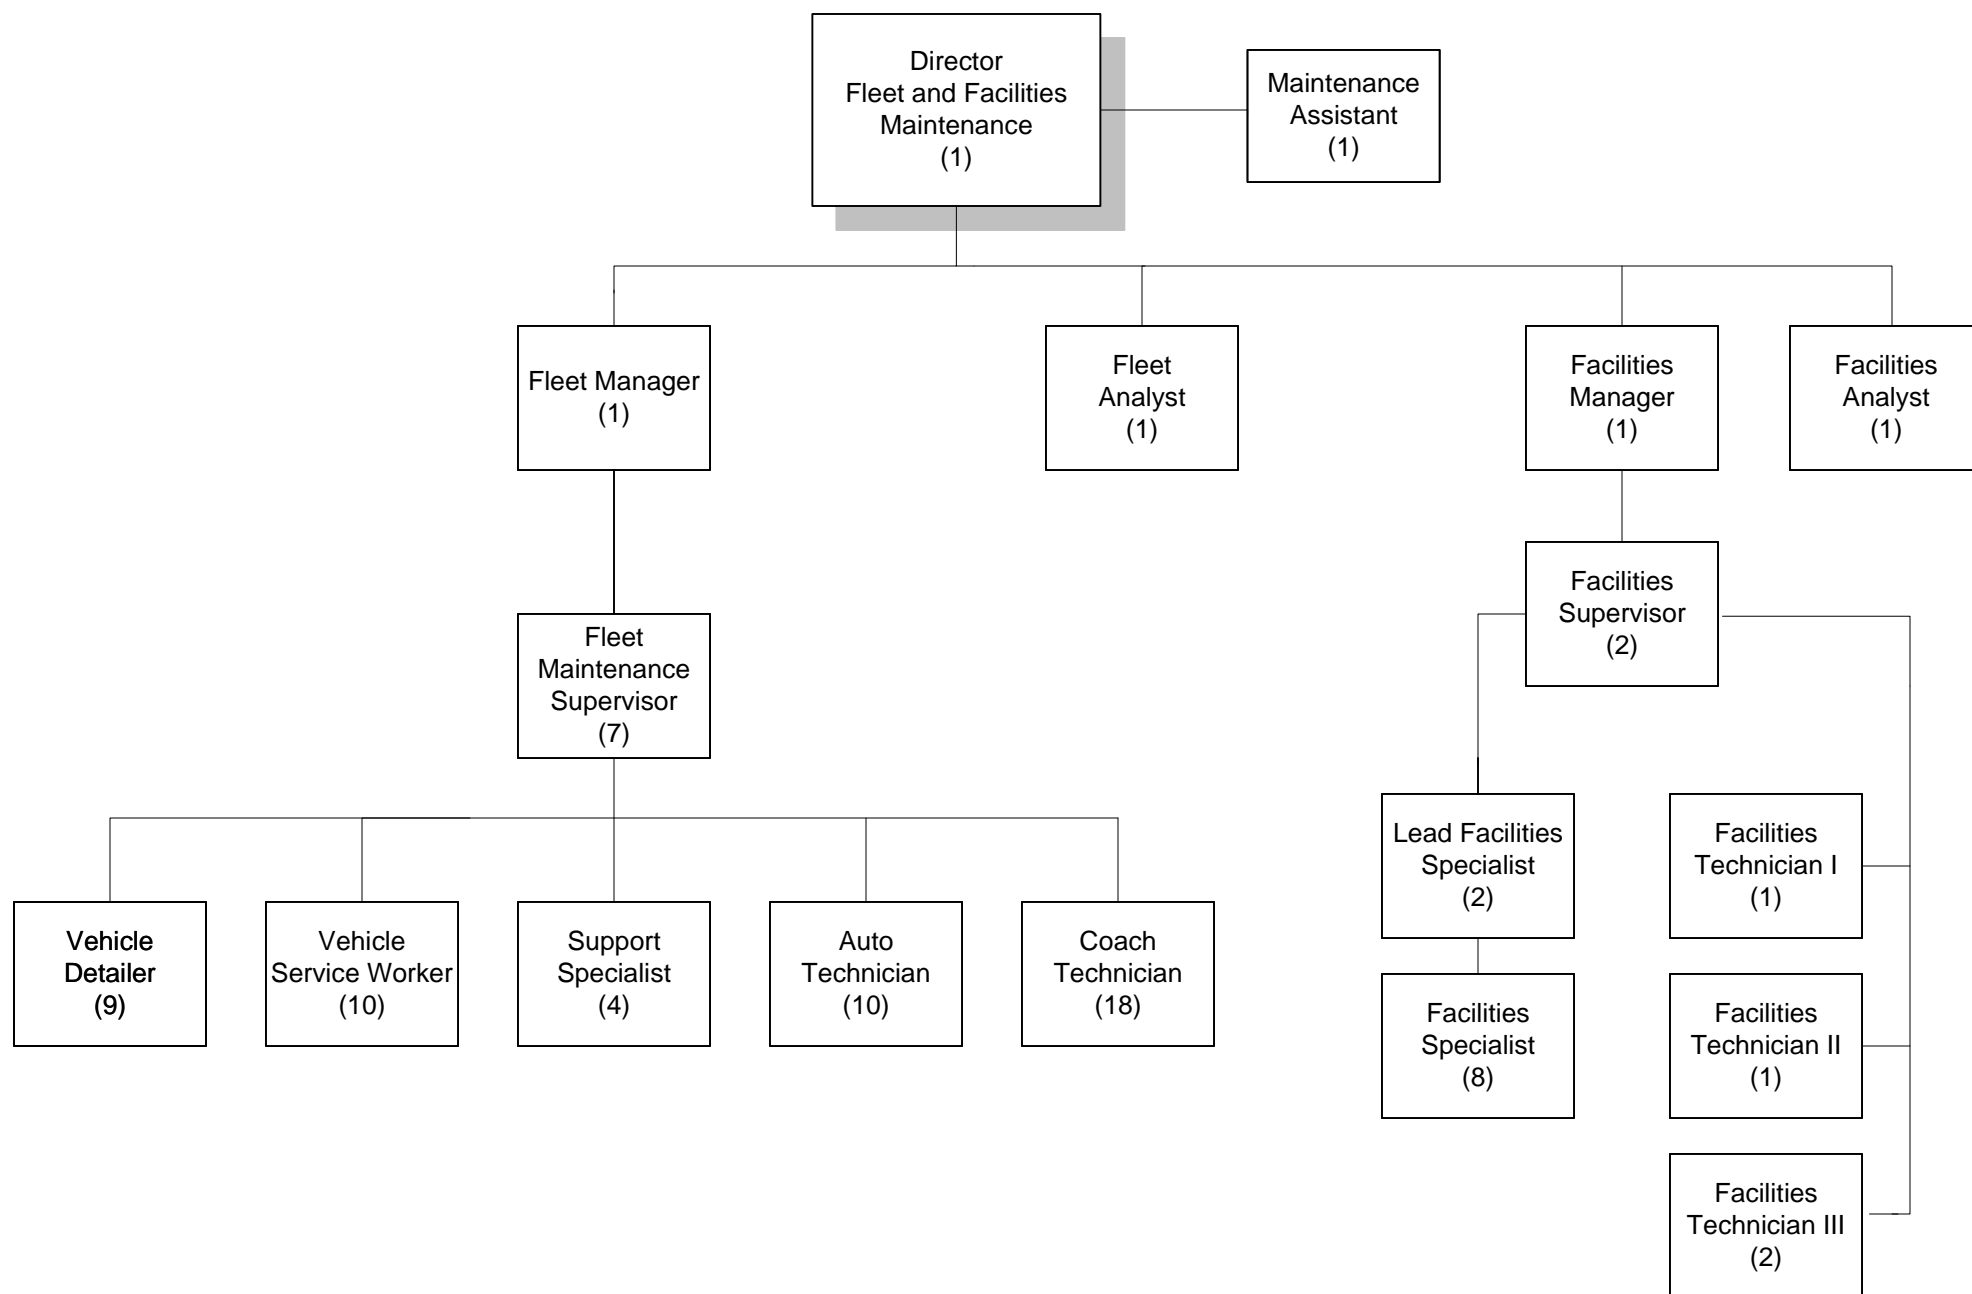 Director
Fleet and Facilities
Maintenance
(1)
Maintenance
Assistant
(1)
Fleet Manager
(1)
Fleet
Analyst
(1)
Facilities
Manager
(1)
Facilities
Analyst
(1)
Fleet
Maintenance
Supervisor
(7)
Facilities
Supervisor
(2)
Vehicle
Detailer
(9)
Vehicle
Service Worker
(10)
Support
Specialist
(4)
Auto
Technician
(10)
Coach
Technician
(18)
Lead Facilities
Specialist
(2)
Facilities
Specialist
(8)
Facilities
Technician I
(1)
Facilities
Technician II
(1)
Facilities
Technician III
(2)